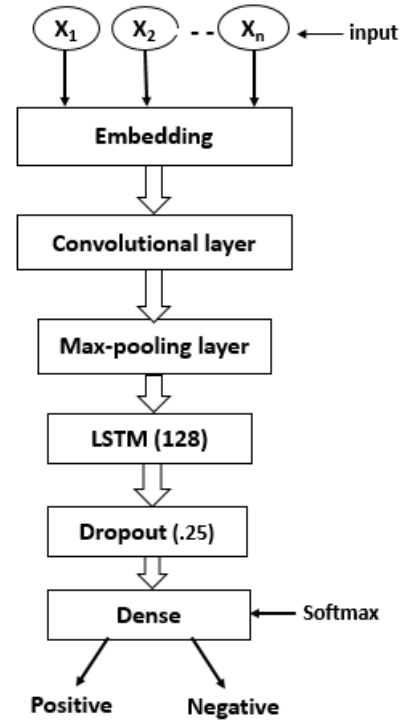 X₁ X₂ - - Xₙ input
Embedding
Convolutional layer
Max-pooling layer
LSTM (128)
Dropout (.25)
Dense Softmax
Positive Negative